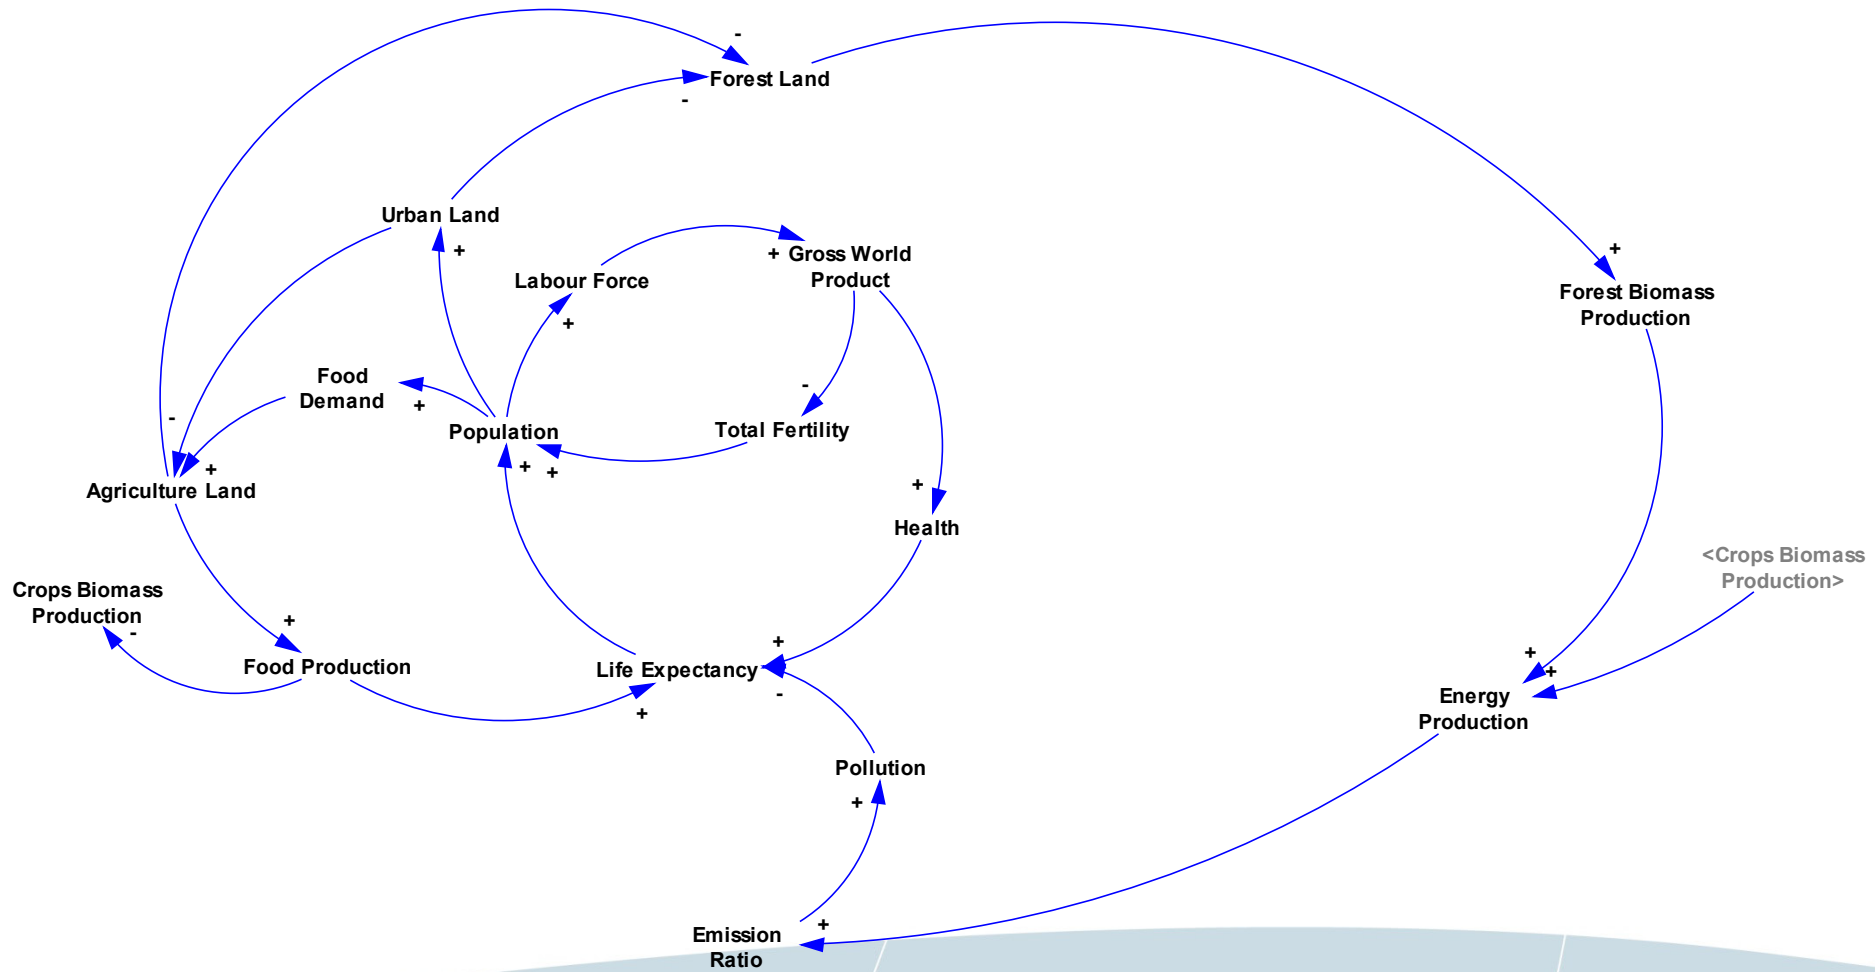 -
Forest Land
-
Urban Land
+
+ Gross World
Product
Labour Force
+
+
Forest Biomass
Production
Food
Demand
+
-
-
Population
Total Fertility
+
+ +
Agriculture Land
+
Health
<Crops Biomass
Production>
Crops Biomass
Production
-
+
Food Production
+
Life Expectancy
-
+
+
+
Energy
Production
Pollution
+
+
Emission
Ratio